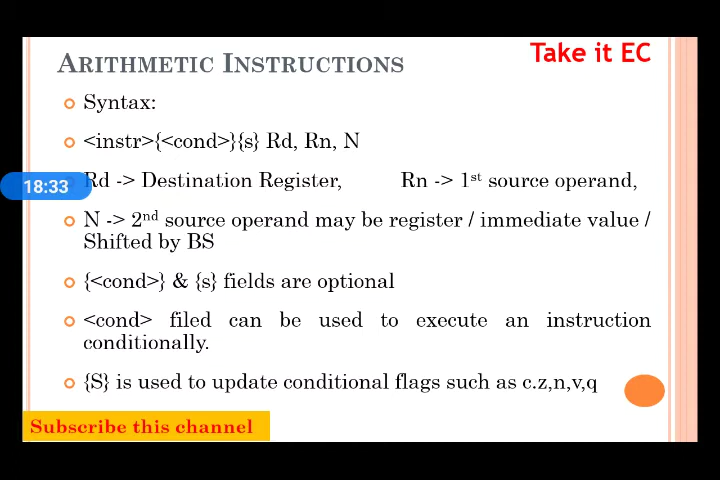 Take it EC
ARITHMETIC INSTRUCTIONS
Syntax:
<instr>{<cond>}{s} Rd, Rn, N
18:33
Rd -> Destination Register, Rn -> 1st source operand,
N -> 2nd source operand may be register / immediate value /
Shifted by BS
{<cond>} & {s} fields are optional
<cond> filed can be used to execute an instruction
conditionally.
{S} is used to update conditional flags such as c.z,n,v,q
Subscribe this channel